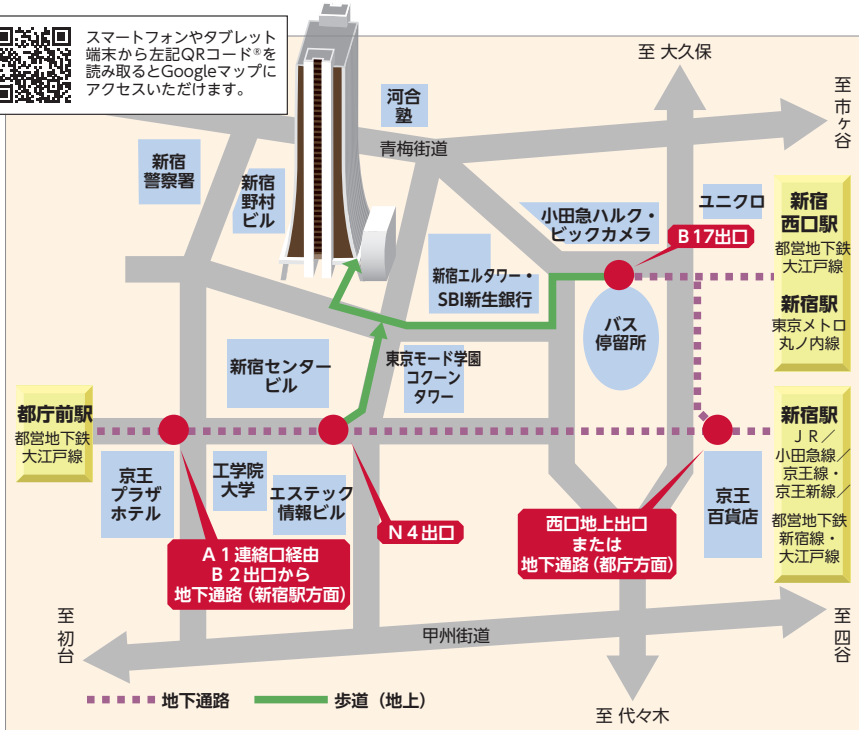 スマートフォンやタブレット
端末から左記QRコード®を
読み取るとGoogleマップに
アクセスいただけます。
至 大久保
至 市ヶ谷
河合
塾
青梅街道
新宿
警察署
新宿
野村
ビル
ユニクロ
小田急ハルク・
ビックカメラ
B17出口
新宿
西口駅
都営地下鉄
大江戸線
新宿駅
東京メトロ
丸ノ内線
新宿エルタワー・
SBI新生銀行
バス
停留所
新宿センター
ビル
東京モード学園
コクーン
タワー
都庁前駅
都営地下鉄
大江戸線
新宿駅
JR/
小田急線/
京王線・
京王新線/
都営地下鉄
新宿線・
大江戸線
京王
プラザ
ホテル
工学院
大学
エステック
情報ビル
京王
百貨店
N4出口
A1連絡口経由
B2出口から
地下通路(新宿駅方面)
西口地上出口
または
地下通路(都庁方面)
至 初台
甲州街道
至 四谷
地下通路
歩道(地上)
至 代々木